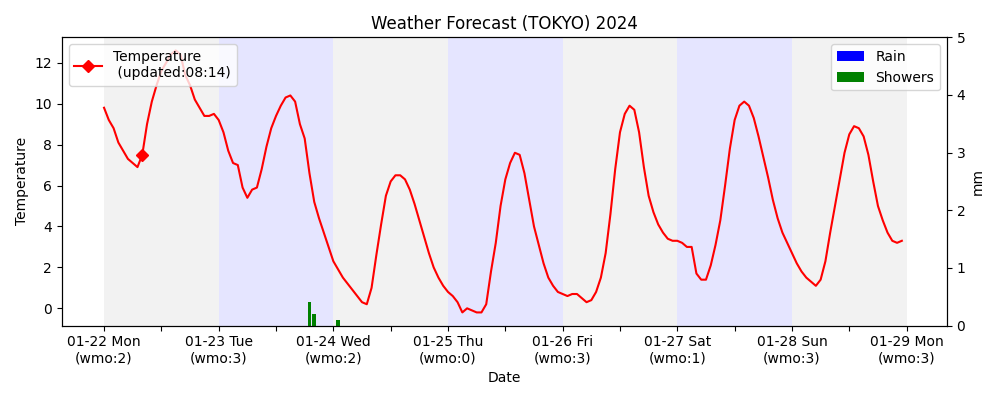 Weather Forecast (TOKYO) 2024
Temperature
(updated:08:14)
Rain
Showers
12
10
8
6
4
2
0
Temperature
5
4
3
2
1
0
mm
01-22 Mon
(wmo:2)
01-23 Tue
(wmo:3)
01-24 Wed
(wmo:2)
01-25 Thu
(wmo:0)
01-26 Fri
(wmo:3)
01-27 Sat
(wmo:1)
01-28 Sun
(wmo:3)
01-29 Mon
(wmo:3)
Date